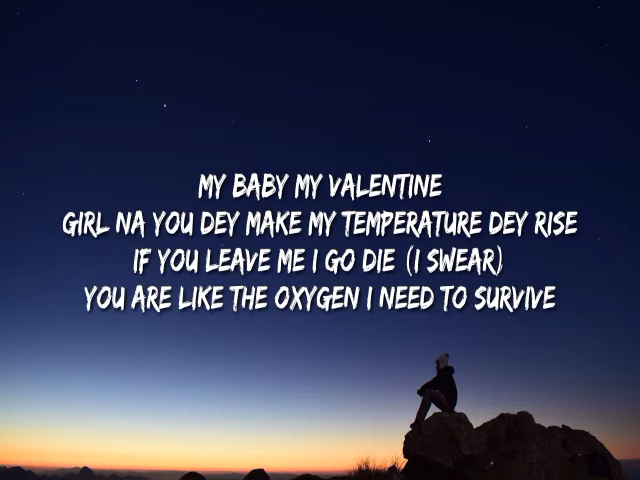 MY BABY MY VALENTINE
GIRL NA YOU DEY MAKE MY TEMPERATURE DEY RISE
IF YOU LEAVE ME I GO DIE (I SWEAR)
YOU ARE LIKE THE OXYGEN I NEED TO SURVIVE